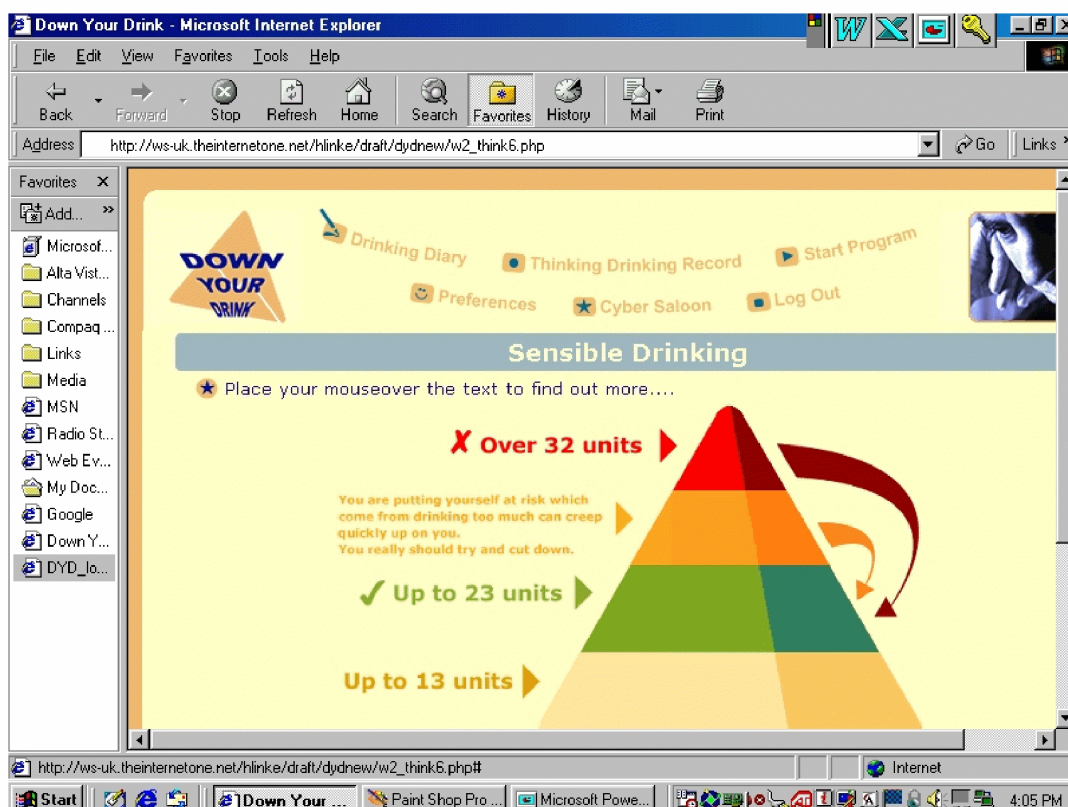 Down Your Drink - Microsoft Internet Explorer
File Edit View Favorites Tools Help
Back Forward Stop Refresh Home Search Favorites History Mail Print
Address http://ws-uk.theinternetone.net/hlinke/draft/dydnew/w2_think6.php Go Links »
Favorites X
Add... »
Microsof...
Alta Vist...
Channels
Compaq ...
Links
Media
MSN
Radio St...
Web Ev...
My Doc...
Google
Down Y...
DYD_lo...
DOWN
YOUR
DRINK
Drinking Diary
Thinking Drinking Record
Start Program
Preferences
Cyber Saloon
Log Out
Sensible Drinking
Place your mouseover the text to find out more....
✗ Over 32 units
You are putting yourself at risk which
come from drinking too much can creep
quickly up on you.
You really should try and cut down.
✓ Up to 23 units
Up to 13 units
http://ws-uk.theinternetone.net/hlinke/draft/dydnew/w2_think6.php# Internet
Start Down Your ... Paint Shop Pro ... Microsoft Powe... 4:05 PM